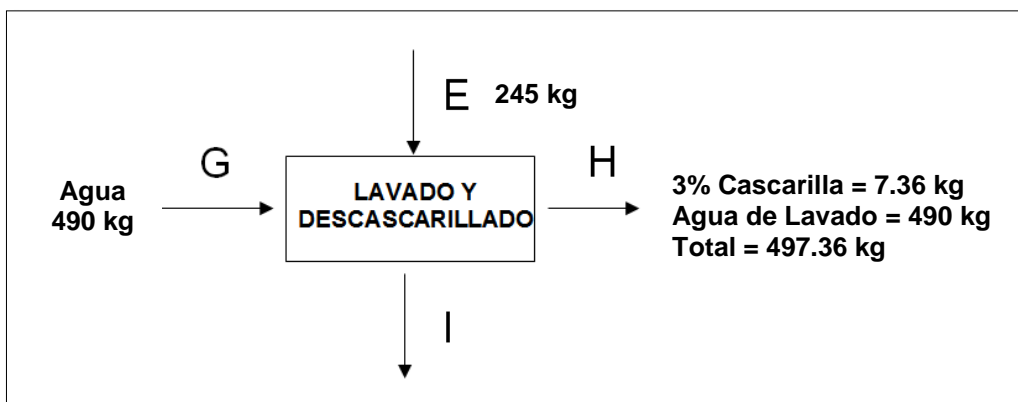 E 245 kg
G
H
Agua
490 kg
LAVADO Y
DESCASCARILLADO
3% Cascarilla = 7.36 kg
Agua de Lavado = 490 kg
Total = 497.36 kg
I